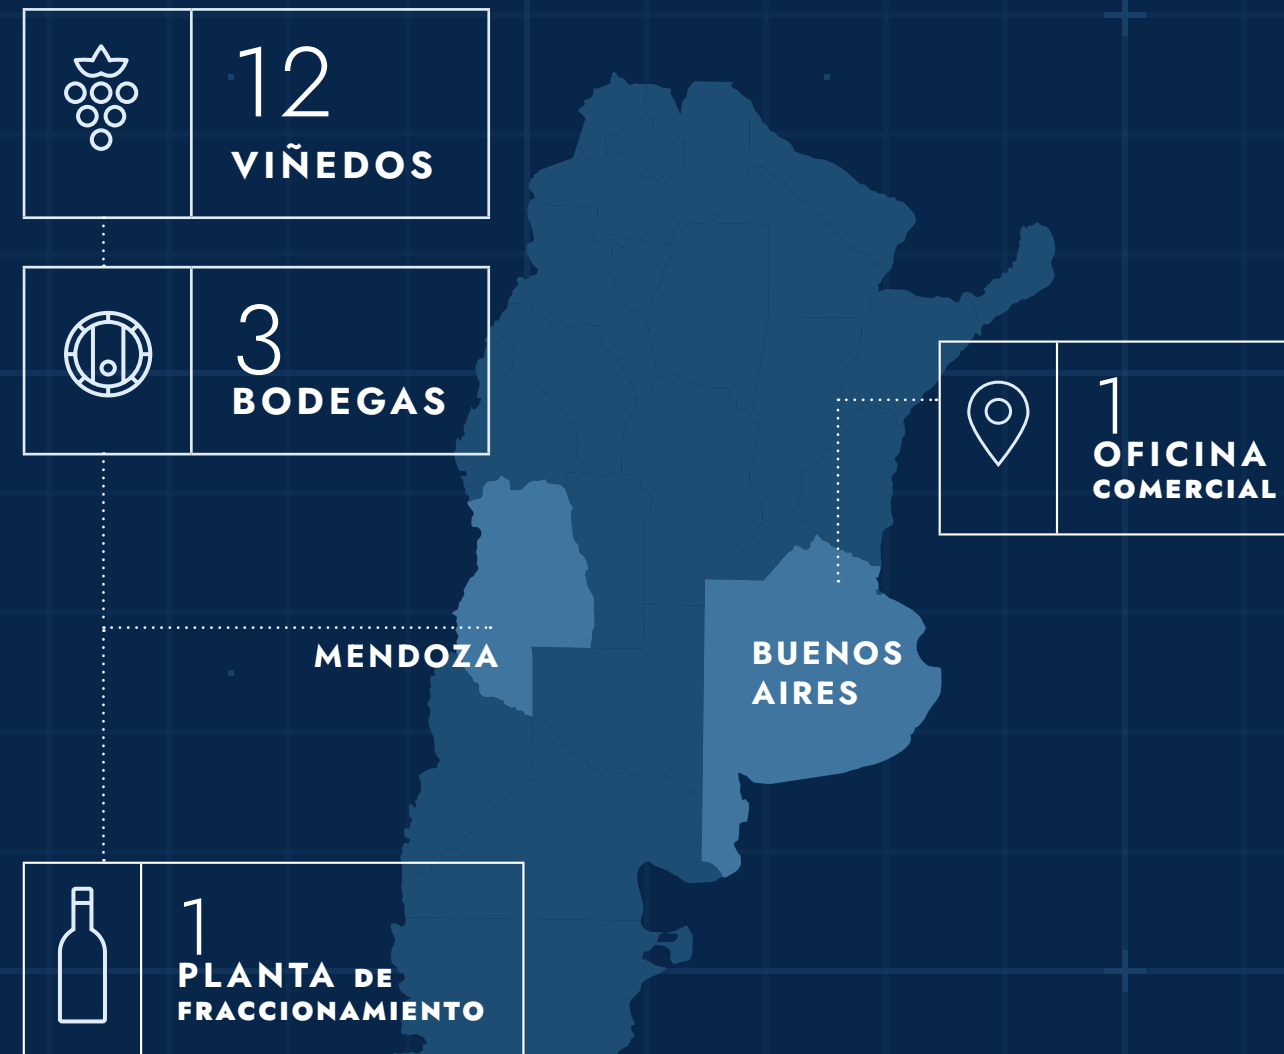 12
VIÑEDOS
3
BODEGAS
1
OFICINA
COMERCIAL
MENDOZA
BUENOS
AIRES
1
PLANTA DE
FRACCIONAMIENTO